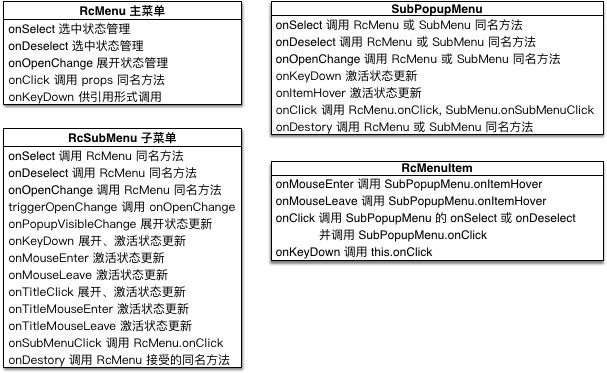 RcMenu 主菜单
onSelect 选中状态管理
onDeselect 选中状态管理
onOpenChange 展开状态管理
onClick 调用 props 同名方法
onKeyDown 供引用形式调用
RcSubMenu 子菜单
onSelect 调用 RcMenu 同名方法
onDeselect 调用 RcMenu 同名方法
onOpenChange 调用 RcMenu 同名方法
triggerOpenChange 调用 onOpenChange
onPopupVisibleChange 展开状态更新
onKeyDown 展开、激活状态更新
onMouseEnter 激活状态更新
onMouseLeave 激活状态更新
onTitleClick 展开、激活状态更新
onTitleMouseEnter 激活状态更新
onTitleMouseLeave 激活状态更新
onSubMenuClick 调用 RcMenu.onClick
onDestory 调用 RcMenu 接受的同名方法
SubPopupMenu
onSelect 调用 RcMenu 或 SubMenu 同名方法
onDeselect 调用 RcMenu 或 SubMenu 同名方法
onOpenChange 调用 RcMenu 或 SubMenu 同名方法
onKeyDown 激活状态更新
onItemHover 激活状态更新
onClick 调用 RcMenu.onClick, SubMenu.onSubMenuClick
onDestory 调用 RcMenu 或 SubMenu 同名方法
RcMenuItem
onMouseEnter 调用 SubPopupMenu.onItemHover
onMouseLeave 调用 SubPopupMenu.onItemHover
onClick 调用 SubPopupMenu 的 onSelect 或 onDeselect
并调用 SubPopupMenu.onClick
onKeyDown 调用 this.onClick